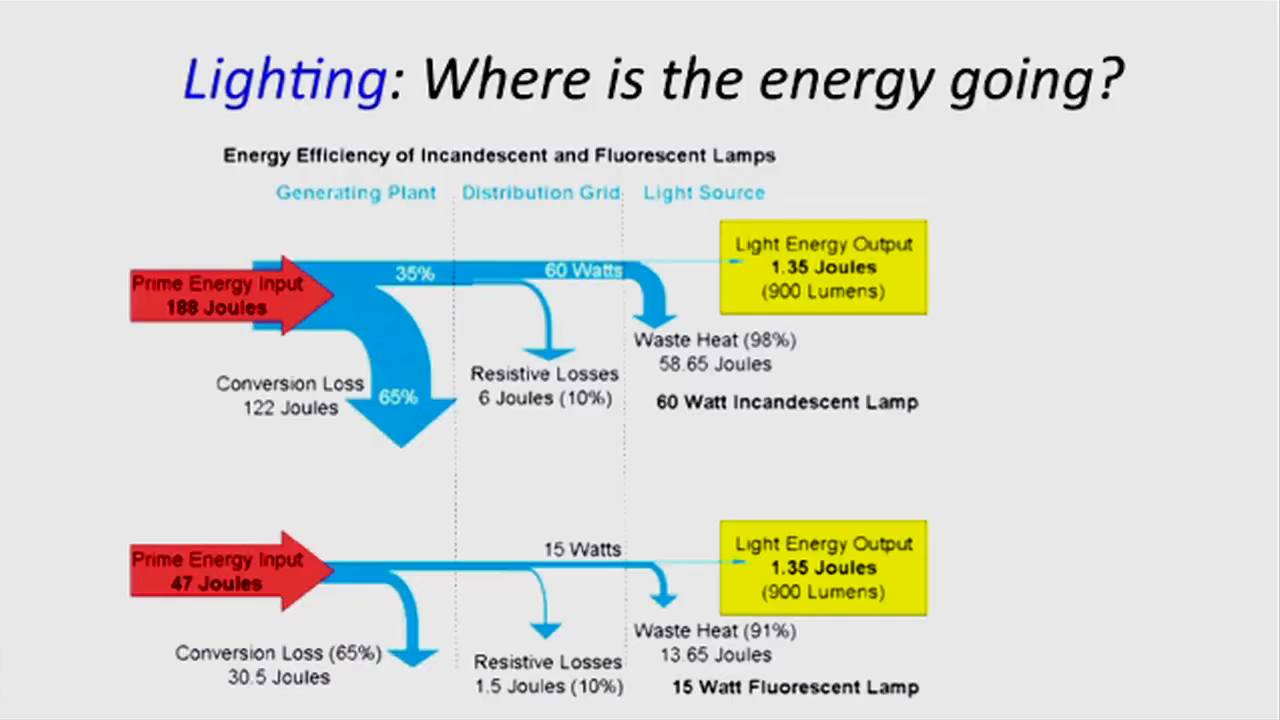 Lighting: Where is the energy going?
Energy Efficiency of Incandescent and Fluorescent Lamps
Generating Plant
Distribution Grid
Light Source
Prime Energy Input
188 Joules
35%
60 Watts
Light Energy Output
1.35 Joules
(900 Lumens)
Conversion Loss
122 Joules
65%
Resistive Losses
6 Joules (10%)
Waste Heat (98%)
58.65 Joules
60 Watt Incandescent Lamp
Prime Energy Input
47 Joules
15 Watts
Light Energy Output
1.35 Joules
(900 Lumens)
Conversion Loss (65%)
30.5 Joules
Resistive Losses
1.5 Joules (10%)
Waste Heat (91%)
13.65 Joules
15 Watt Fluorescent Lamp